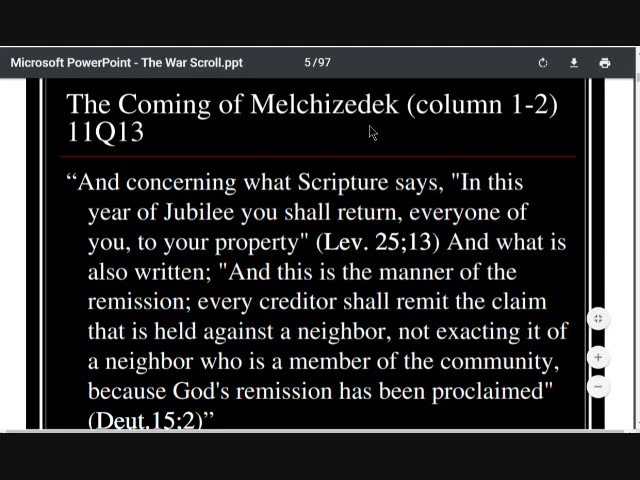 Microsoft PowerPoint - The War Scroll.ppt 5 / 97
The Coming of Melchizedek (column 1-2)
11Q13
“And concerning what Scripture says, "In this
year of Jubilee you shall return, everyone of
you, to your property" (Lev. 25;13) And what is
also written; "And this is the manner of the
remission; every creditor shall remit the claim
that is held against a neighbor, not exacting it of
a neighbor who is a member of the community,
because God's remission has been proclaimed"
(Deut.15;2)”